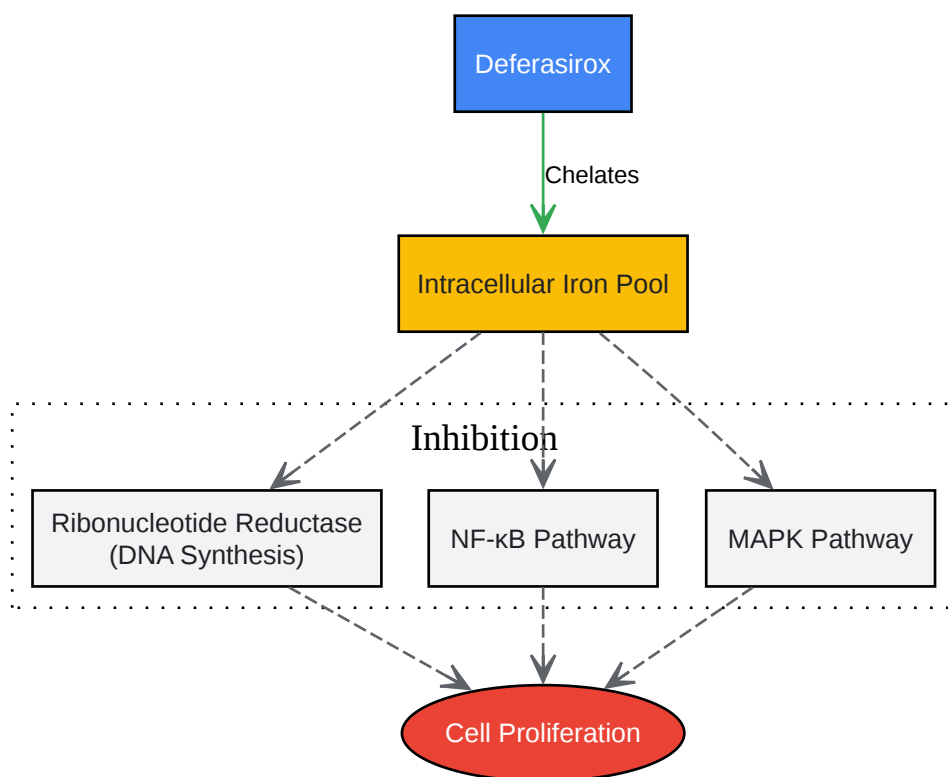 Deferasirox
Chelates
Intracellular Iron Pool
Inhibition
Ribonucleotide Reductase
(DNA Synthesis)
NF-κB Pathway
MAPK Pathway
Cell Proliferation